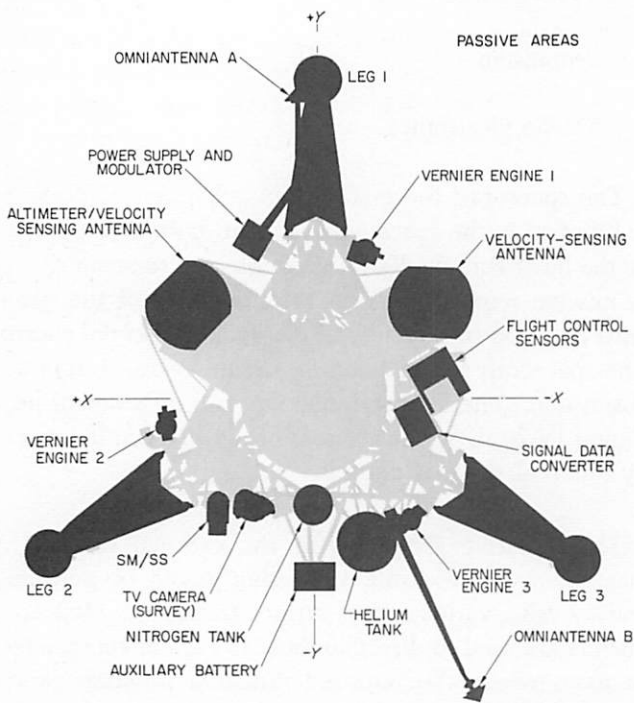 +Y
PASSIVE AREAS
OMNIANTENNA A
LEG 1
POWER SUPPLY AND
MODULATOR
VERNIER ENGINE 1
ALTIMETER/VELOCITY
SENSING ANTENNA
VELOCITY-SENSING
ANTENNA
FLIGHT CONTROL
SENSORS
+X
-X
VERNIER
ENGINE 2
SIGNAL DATA
CONVERTER
SM/SS
LEG 2
TV CAMERA
(SURVEY)
NITROGEN TANK
AUXILIARY BATTERY
-Y
HELIUM
TANK
VERNIER
ENGINE 3
LEG 3
OMNIANTENNA B